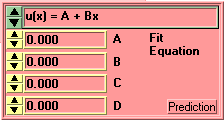 u(x) = A + Bx
0.000 A Fit
Equation
0.000 B
0.000 C
0.000 D Prediction